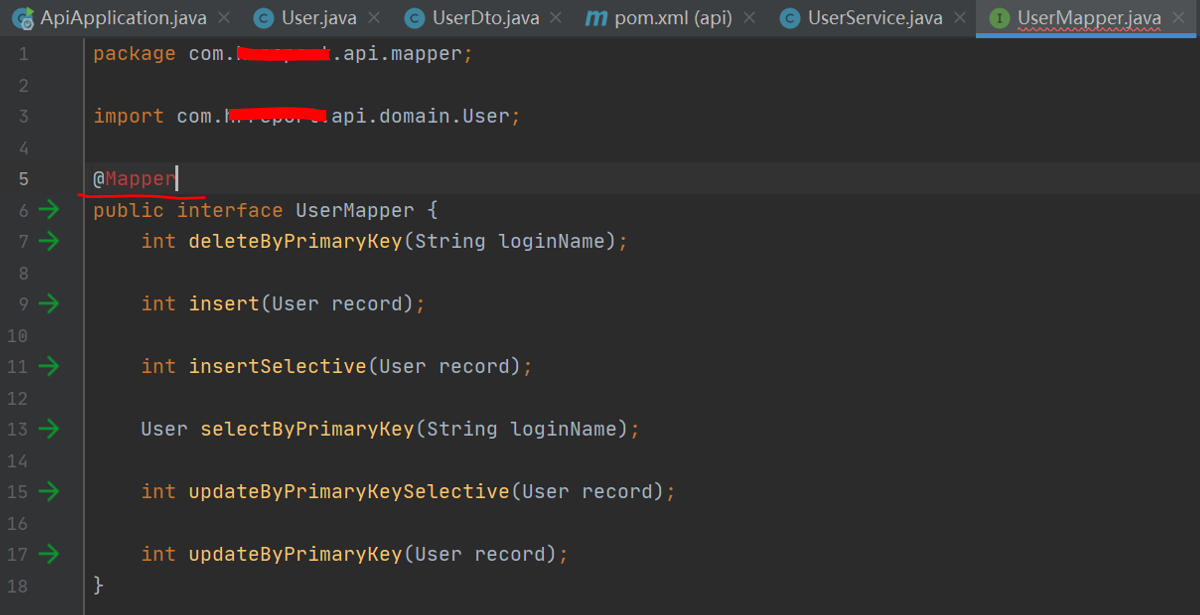 ApiApplication.java User.java UserDto.java pom.xml (api) UserService.java UserMapper.java
1 package com. .api.mapper;
2
3 import com. api.domain.User;
4
5 @Mapper
6 public interface UserMapper {
7 int deleteByPrimaryKey(String loginName);
8
9 int insert(User record);
10
11 int insertSelective(User record);
12
13 User selectByPrimaryKey(String loginName);
14
15 int updateByPrimaryKeySelective(User record);
16
17 int updateByPrimaryKey(User record);
18 }